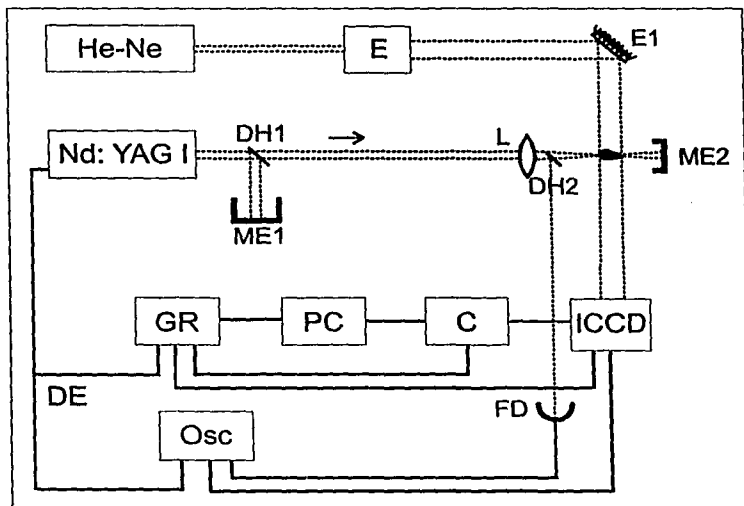 He-Ne
E
E1
Nd: YAG I
DH1
L
DH2
ME2
ME1
GR
PC
C
ICCD
DE
FD
Osc